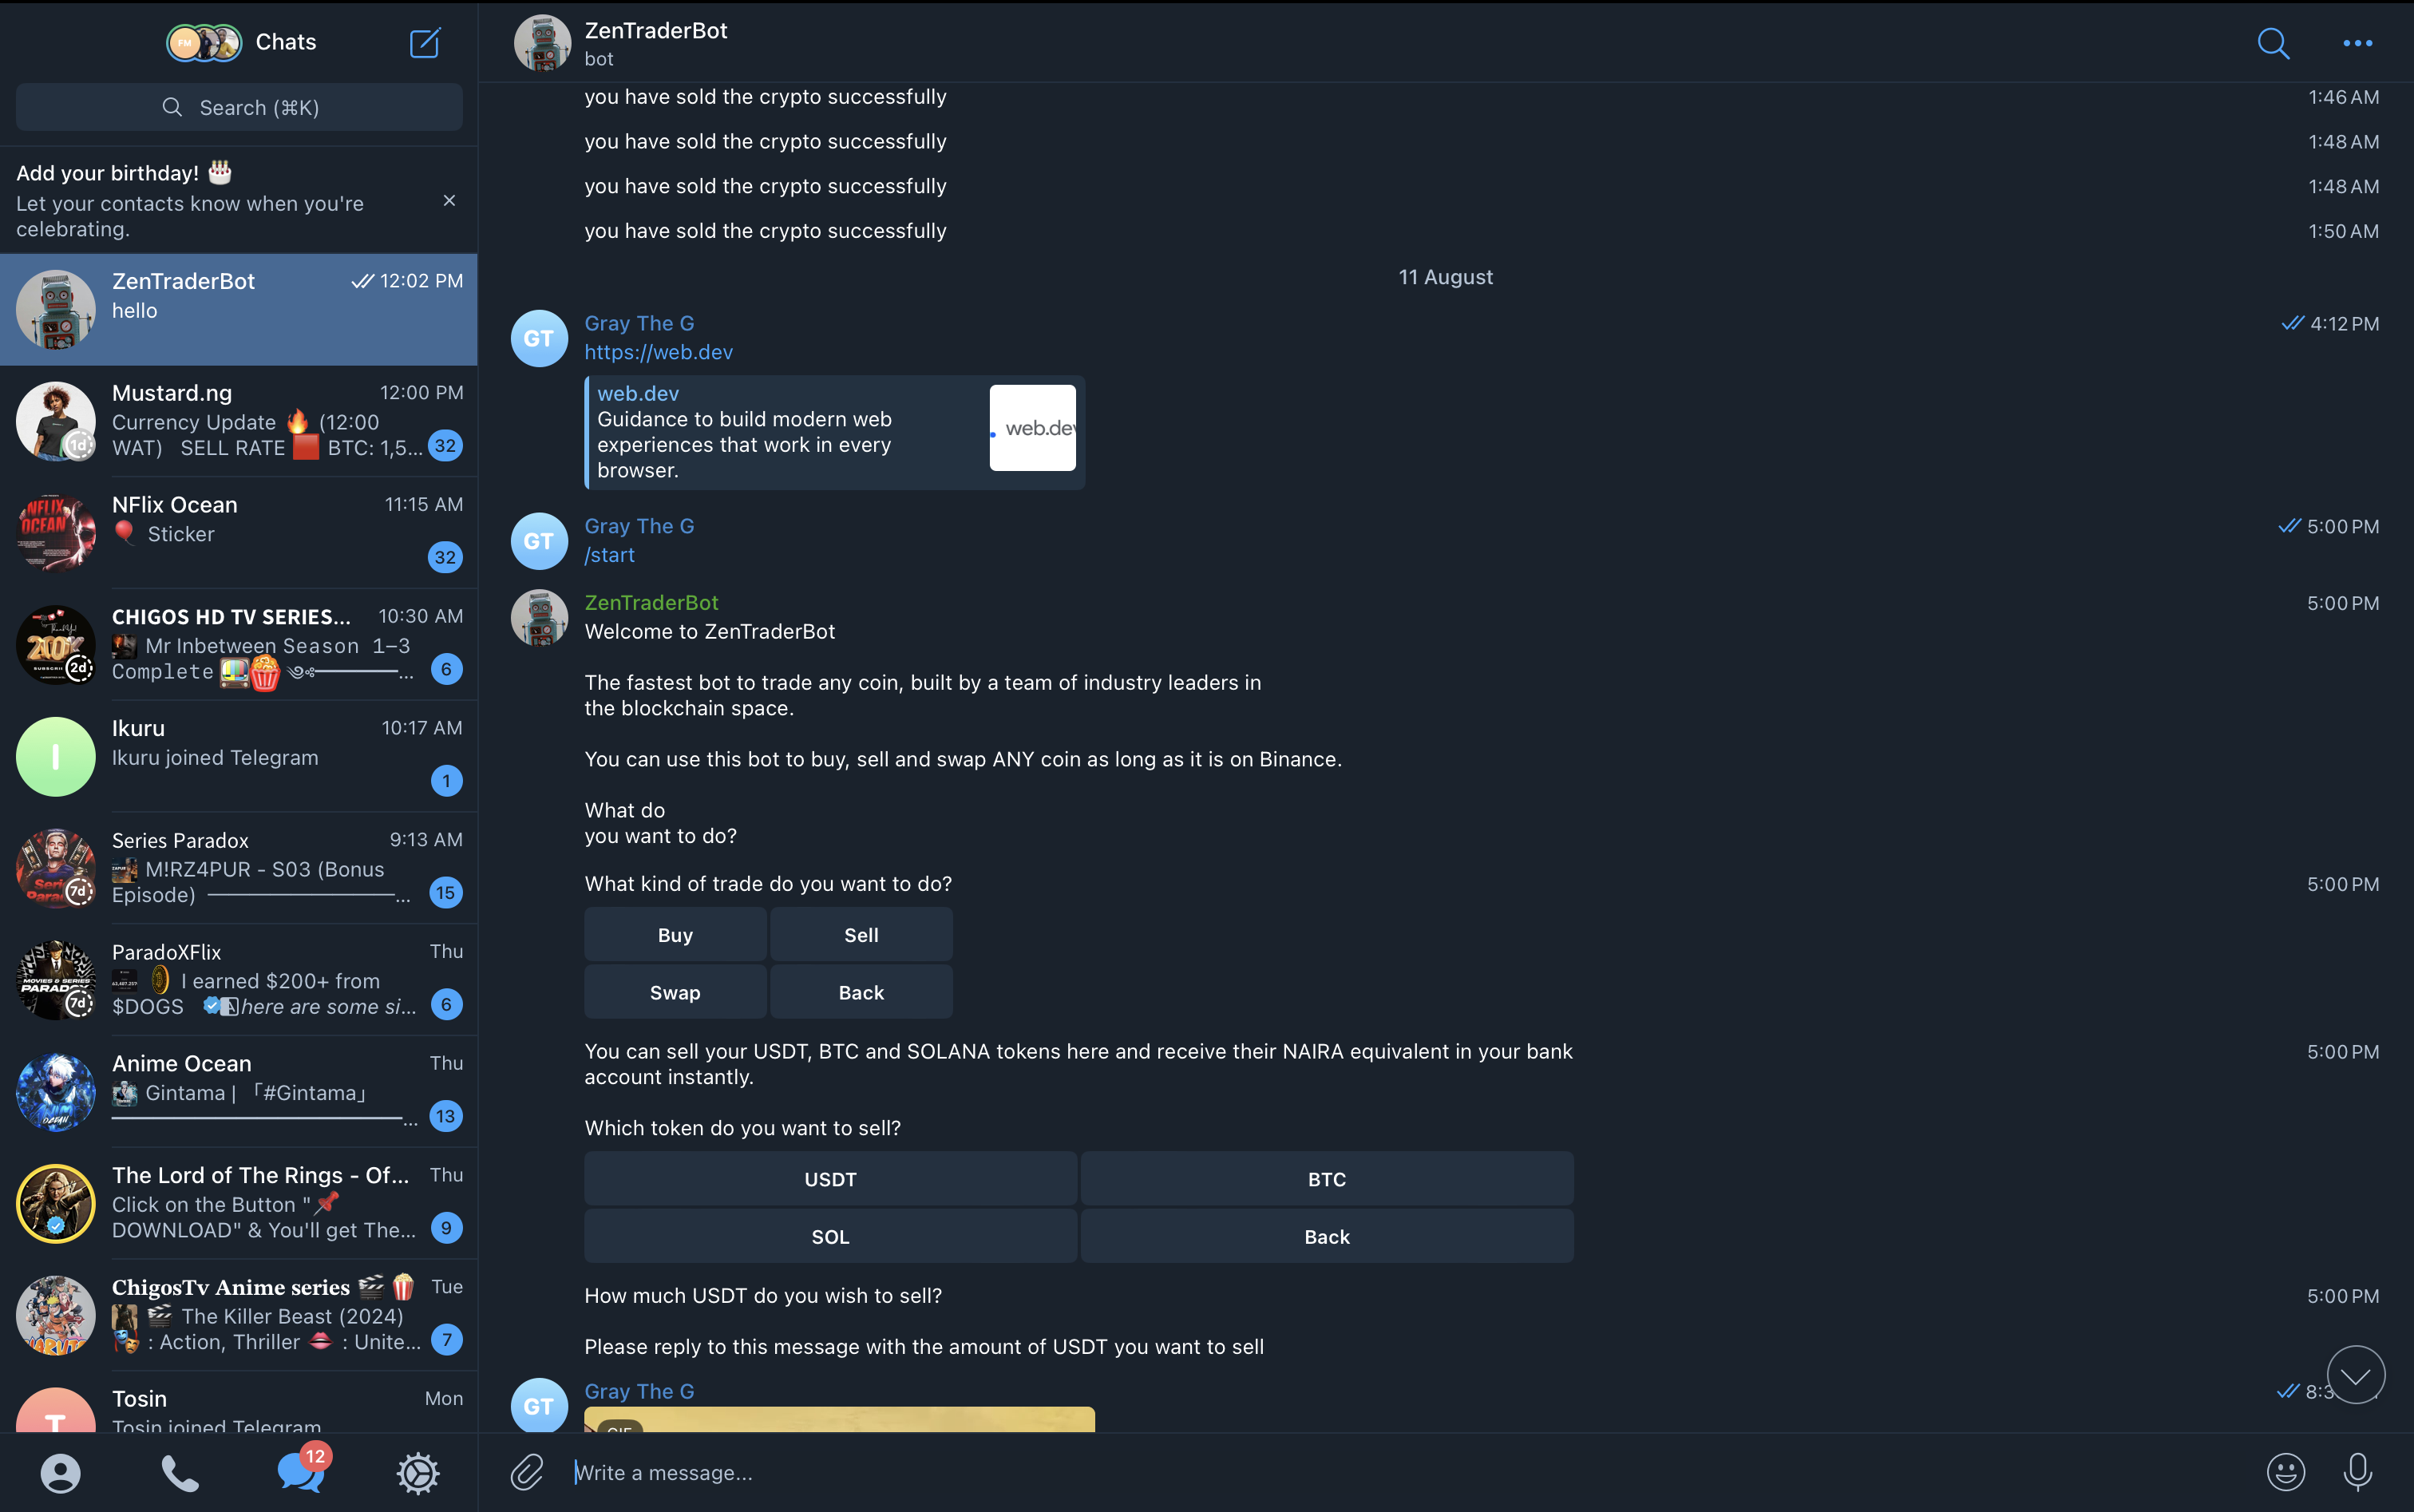 FM
Chats
Search (⌘K)
Add your birthday! 🎂
Let your contacts know when you're
celebrating.
ZenTraderBot
12:02 PM
hello
Mustard.ng
12:00 PM
Currency Update 🔥 (12:00
WAT) SELL RATE 🟥 BTC: 1,5...
1d
32
NFlix Ocean
11:15 AM
🎈 Sticker
NFLIX
OCEAN
32
CHIGOS HD TV SERIES...
10:30 AM
Mr Inbetween Season 1–3
Complete 📺🍿 ༄༻————...
200K
2d
6
Ikuru
10:17 AM
I
Ikuru joined Telegram
1
Series Paradox
9:13 AM
M!RZ4PUR - S03 (Bonus
Episode) —————————...
7d
15
ParadoXFlix
Thu
I earned $200+ from
$DOGS here are some si...
MOVIES & SERIES
7d
6
Anime Ocean
Thu
Gintama | 「#Gintama」
——————————————...
13
The Lord of The Rings - Of...
Thu
Click on the Button "📌
DOWNLOAD" & You'll get The...
9
ChigosTv Anime series 🎬 🍿
Tue
🎬 The Killer Beast (2024)
🎭 : Action, Thriller 👄 : Unite...
7
Tosin
Mon
T
Tosin joined Telegram
12
ZenTraderBot
bot
you have sold the crypto successfully
1:46 AM
you have sold the crypto successfully
1:48 AM
you have sold the crypto successfully
1:48 AM
you have sold the crypto successfully
1:50 AM
11 August
GT
Gray The G
4:12 PM
https://web.dev
web.dev
Guidance to build modern web
experiences that work in every
browser.
web.dev
GT
Gray The G
5:00 PM
/start
ZenTraderBot
5:00 PM
Welcome to ZenTraderBot
The fastest bot to trade any coin, built by a team of industry leaders in
the blockchain space.
You can use this bot to buy, sell and swap ANY coin as long as it is on Binance.
What do
you want to do?
What kind of trade do you want to do?
5:00 PM
Buy
Sell
Swap
Back
You can sell your USDT, BTC and SOLANA tokens here and receive their NAIRA equivalent in your bank
account instantly.
5:00 PM
Which token do you want to sell?
USDT
BTC
SOL
Back
How much USDT do you wish to sell?
5:00 PM
Please reply to this message with the amount of USDT you want to sell
GT
Gray The G
8:3
GIF
Write a message...